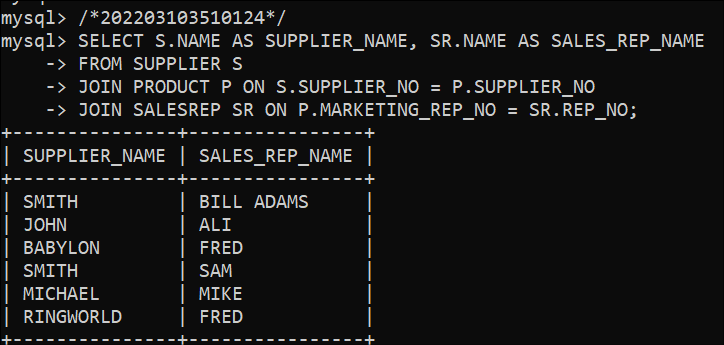 mysql> /*202203103510124*/
mysql> SELECT S.NAME AS SUPPLIER_NAME, SR.NAME AS SALES_REP_NAME
    -> FROM SUPPLIER S
    -> JOIN PRODUCT P ON S.SUPPLIER_NO = P.SUPPLIER_NO
    -> JOIN SALESREP SR ON P.MARKETING_REP_NO = SR.REP_NO;
+---------------+----------------+
| SUPPLIER_NAME | SALES_REP_NAME |
+---------------+----------------+
| SMITH         | BILL ADAMS     |
| JOHN          | ALI            |
| BABYLON       | FRED           |
| SMITH         | SAM            |
| MICHAEL       | MIKE           |
| RINGWORLD     | FRED           |
+---------------+----------------+